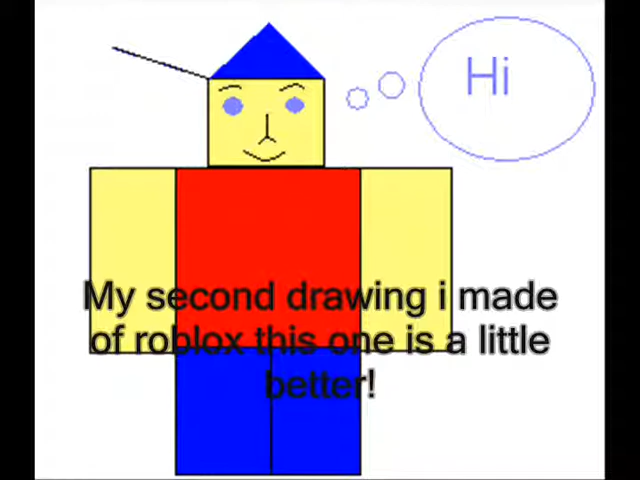 Hi
My second drawing i made
of roblox this one is a little
better!